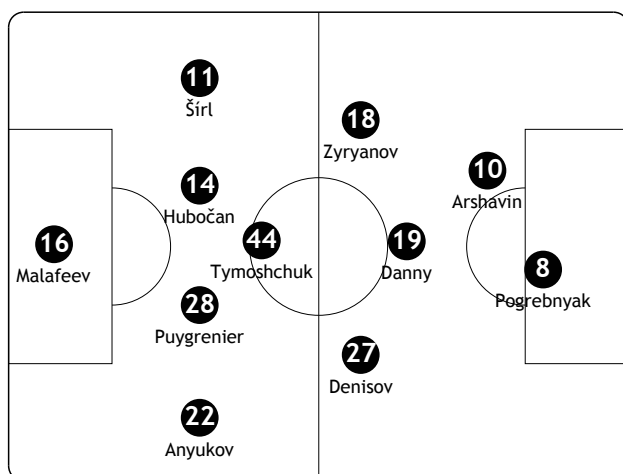 11
Šírl
18
Zyryanov
10
Arshavin
14
Hubočan
16
Malafeev
44
Tymoshchuk
19
Danny
8
Pogrebnyak
28
Puygrenier
27
Denisov
22
Anyukov